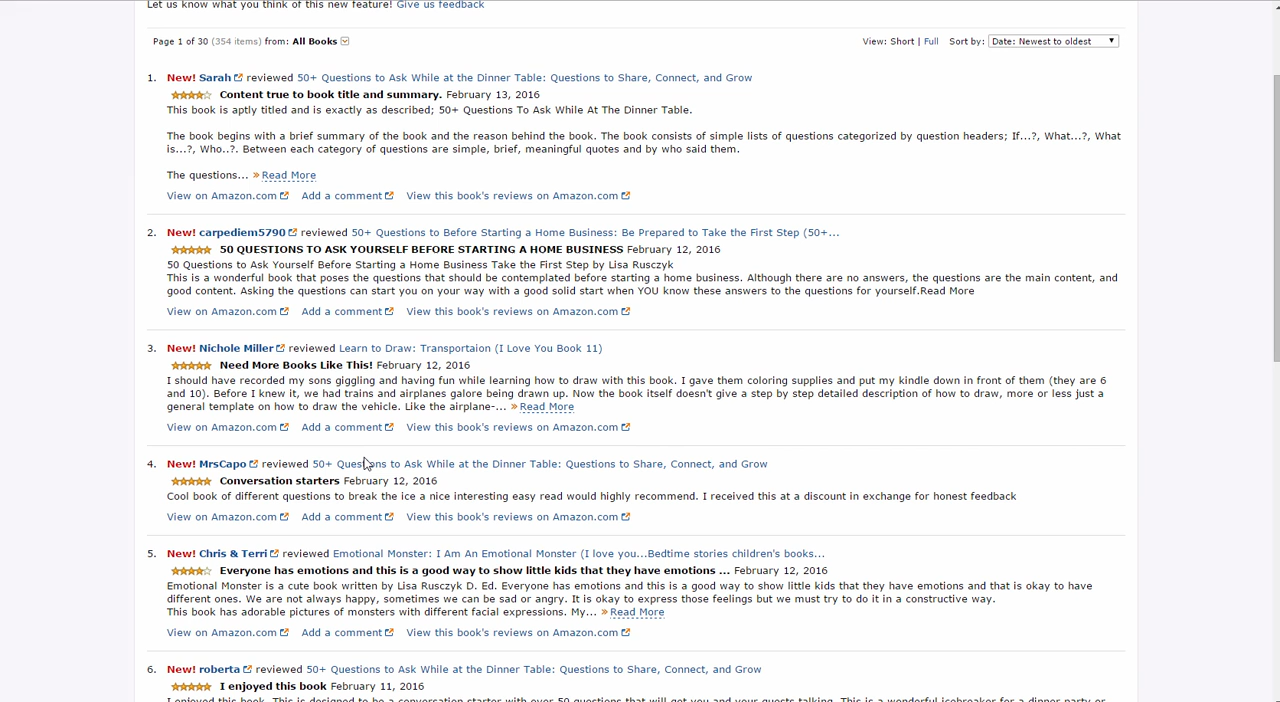 Let us know what you think of this new feature! Give us feedback
Page 1 of 30 (354 items) from: All Books View: Short | Full Sort by: Date: Newest to oldest
1. New! Sarah reviewed 50+ Questions to Ask While at the Dinner Table: Questions to Share, Connect, and Grow
Content true to book title and summary. February 13, 2016
This book is aptly titled and is exactly as described; 50+ Questions To Ask While At The Dinner Table.
The book begins with a brief summary of the book and the reason behind the book. The book consists of simple lists of questions categorized by question headers; If...?, What...?, What
is...?, Who..?. Between each category of questions are simple, brief, meaningful quotes and by who said them.
The questions... » Read More
View on Amazon.com Add a comment View this book's reviews on Amazon.com
2. New! carpediem5790 reviewed 50+ Questions to Before Starting a Home Business: Be Prepared to Take the First Step (50+...
50 QUESTIONS TO ASK YOURSELF BEFORE STARTING A HOME BUSINESS February 12, 2016
50 Questions to Ask Yourself Before Starting a Home Business Take the First Step by Lisa Rusczyk
This is a wonderful book that poses the questions that should be contemplated before starting a home business. Although there are no answers, the questions are the main content, and
good content. Asking the questions can start you on your way with a good solid start when YOU know these answers to the questions for yourself.Read More
View on Amazon.com Add a comment View this book's reviews on Amazon.com
3. New! Nichole Miller reviewed Learn to Draw: Transportaion (I Love You Book 11)
Need More Books Like This! February 12, 2016
I should have recorded my sons giggling and having fun while learning how to draw with this book. I gave them coloring supplies and put my kindle down in front of them (they are 6
and 10). Before I knew it, we had trains and airplanes galore being drawn up. Now the book itself doesn't give a step by step detailed description of how to draw, more or less just a
general template on how to draw the vehicle. Like the airplane-... » Read More
View on Amazon.com Add a comment View this book's reviews on Amazon.com
4. New! MrsCapo reviewed 50+ Questions to Ask While at the Dinner Table: Questions to Share, Connect, and Grow
Conversation starters February 12, 2016
Cool book of different questions to break the ice a nice interesting easy read would highly recommend. I received this at a discount in exchange for honest feedback
View on Amazon.com Add a comment View this book's reviews on Amazon.com
5. New! Chris & Terri reviewed Emotional Monster: I Am An Emotional Monster (I love you...Bedtime stories children's books...
Everyone has emotions and this is a good way to show little kids that they have emotions ... February 12, 2016
Emotional Monster is a cute book written by Lisa Rusczyk D. Ed. Everyone has emotions and this is a good way to show little kids that they have emotions and that is okay to have
different ones. We are not always happy, sometimes we can be sad or angry. It is okay to express those feelings but we must try to do it in a constructive way.
This book has adorable pictures of monsters with different facial expressions. My... » Read More
View on Amazon.com Add a comment View this book's reviews on Amazon.com
6. New! roberta reviewed 50+ Questions to Ask While at the Dinner Table: Questions to Share, Connect, and Grow
I enjoyed this book February 11, 2016
I enjoyed this book. This is designed to be a conversation starter with over 50 questions that will get you and your guests talking. This is a wonderful icebreaker for a dinner party or